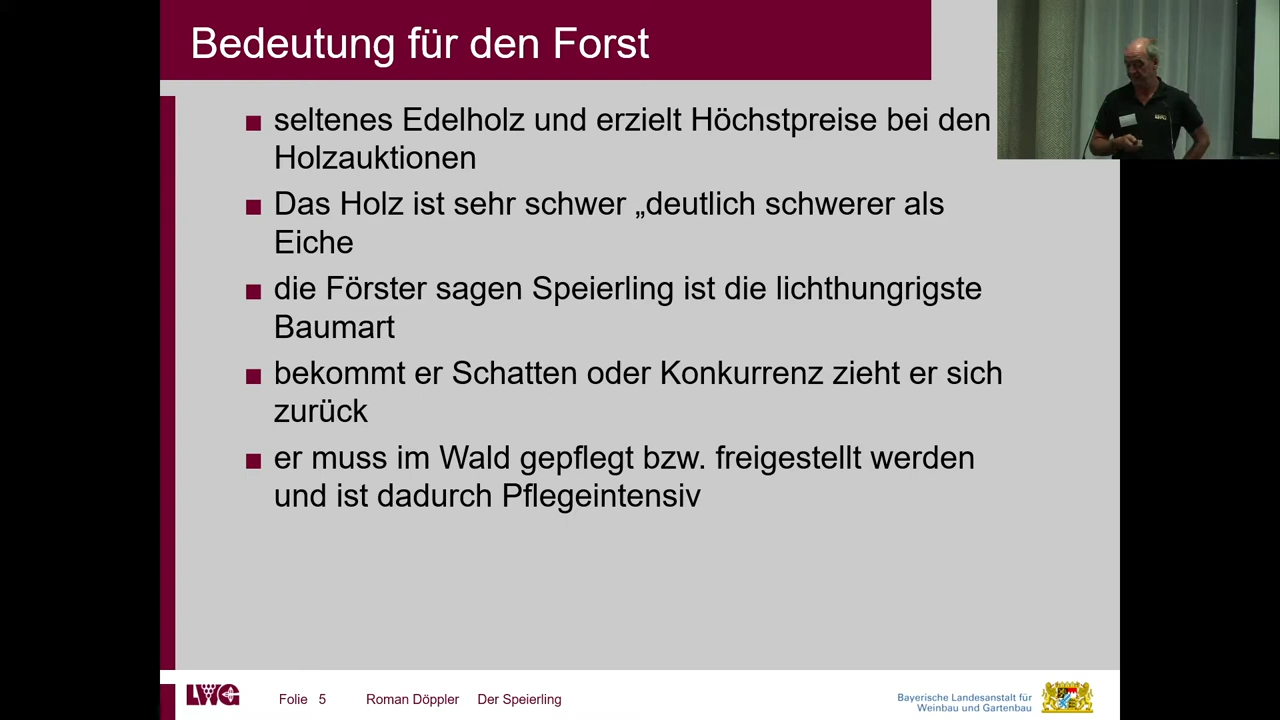 Bedeutung für den Forst
seltenes Edelholz und erzielt Höchstpreise bei den
Holzauktionen
Das Holz ist sehr schwer „deutlich schwerer als
Eiche
die Förster sagen Speierling ist die lichthungrigste
Baumart
bekommt er Schatten oder Konkurrenz zieht er sich
zurück
er muss im Wald gepflegt bzw. freigestellt werden
und ist dadurch Pflegeintensiv
LWG
Folie 5 Roman Döppler Der Speierling
Bayerische Landesanstalt für
Weinbau und Gartenbau